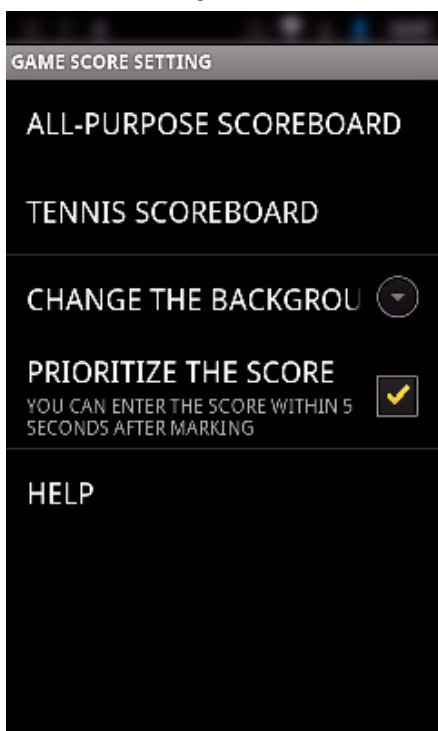 GAME SCORE SETTING
ALL-PURPOSE SCOREBOARD
TENNIS SCOREBOARD
CHANGE THE BACKGROU
PRIORITIZE THE SCORE
YOU CAN ENTER THE SCORE WITHIN 5
SECONDS AFTER MARKING
HELP